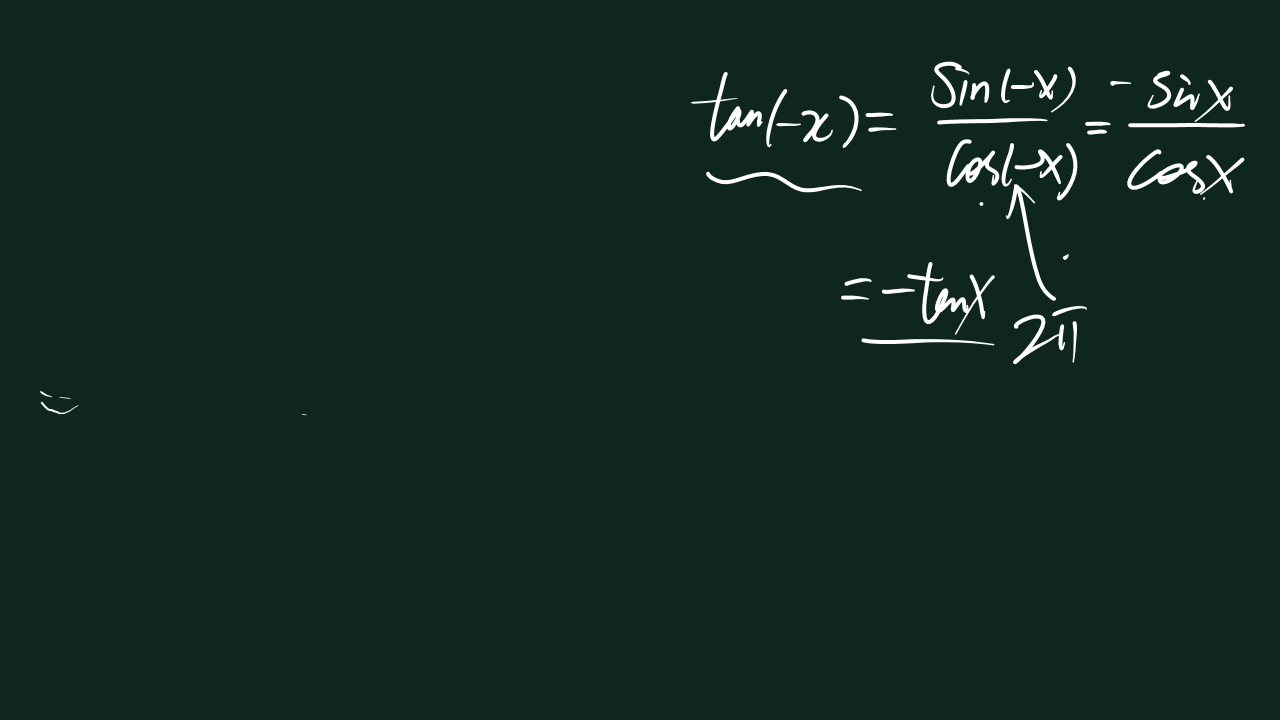 tan(-x) = sin(-x)/cos(-x) = -sinx/cosx
= -tanx
2π
=